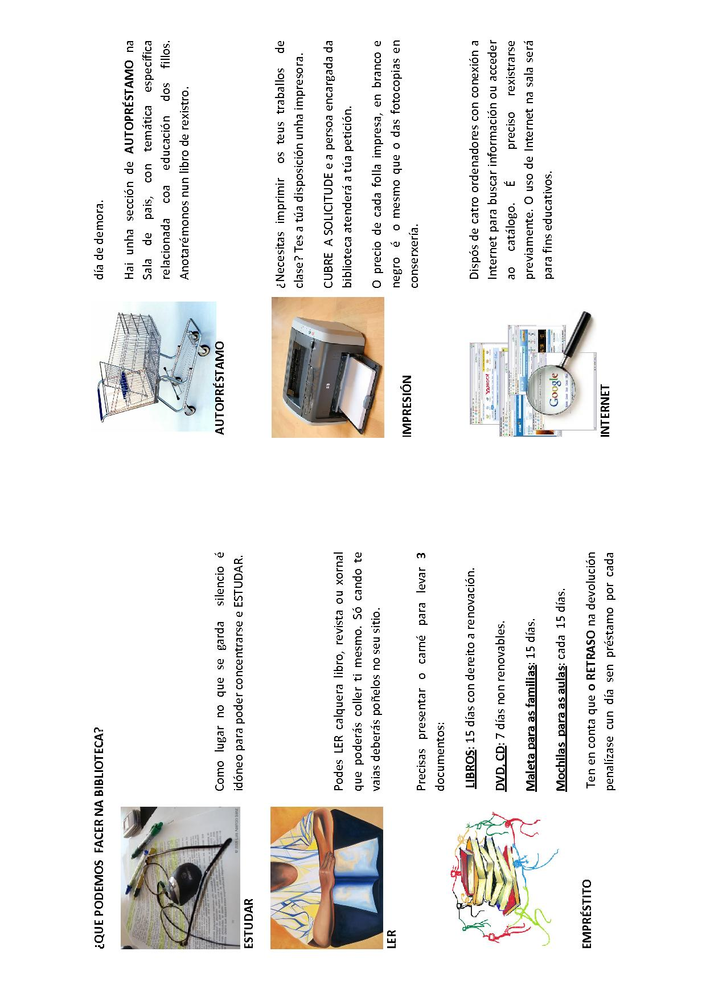 ¿QUE PODEMOS FACER NA BIBLIOTECA?
Como lugar no que se garda silencio é
idóneo para poder concentrarse e ESTUDAR.
© 2008 Luis Aparicio Sanz
ESTUDAR
Podes LER calquera libro, revista ou xornal
que poderás coller ti mesmo. Só cando te
vaias deberás poñelos no seu sitio.
LER
Precisas presentar o carné para levar 3
documentos:
LIBROS: 15 días con dereito a renovación.
DVD, CD: 7 días non renovables.
Maleta para as familias: 15 días.
Mochilas para as aulas: cada 15 días.
Ten en conta que o RETRASO na devolución
penalízase cun día sen préstamo por cada
EMPRÉSTITO
día de demora.
Hai unha sección de AUTOPRÉSTAMO na
Sala de pais, con temática específica
relacionada coa educación dos fillos.
Anotarémonos nun libro de rexistro.
AUTOPRÉSTAMO
¿Necesitas imprimir os teus traballos de
clase? Tes a túa disposición unha impresora.
CUBRE A SOLICITUDE e a persoa encargada da
biblioteca atenderá a túa petición.
O precio de cada folla impresa, en branco e
negro é o mesmo que o das fotocopias en
conserxería.
IMPRESIÓN
Dispós de catro ordenadores con conexión a
Internet para buscar información ou acceder
ao catálogo. É preciso rexistrarse
previamente. O uso de Internet na sala será
para fins educativos.
YAHOO!
Google
INTERNET